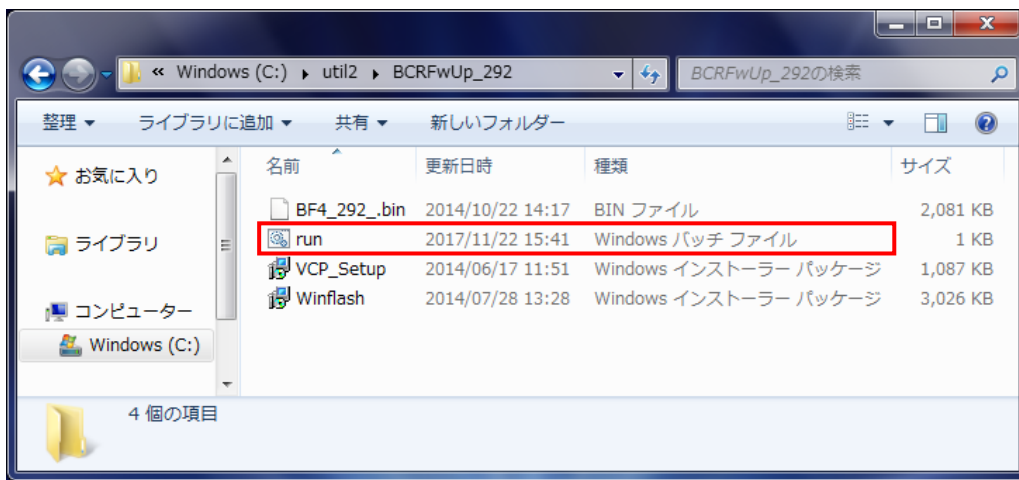 « Windows (C:) ▸ util2 ▸ BCRFwUp_292
BCRFwUp_292の検索
整理 ライブラリに追加 共有 新しいフォルダー
お気に入り
ライブラリ
コンピューター
Windows (C:)
名前 更新日時 種類 サイズ
BF4_292_.bin 2014/10/22 14:17 BIN ファイル 2,081 KB
run 2017/11/22 15:41 Windows バッチ ファイル 1 KB
VCP_Setup 2014/06/17 11:51 Windows インストーラー パッケージ 1,087 KB
Winflash 2014/07/28 13:28 Windows インストーラー パッケージ 3,026 KB
4 個の項目